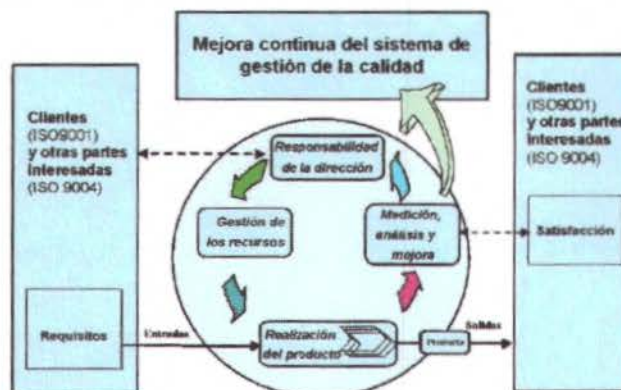 Mejora continua del sistema de
gestión de la calidad
Clientes
(ISO9001)
y otras partes
interesadas
(ISO 9004)
Clientes
(ISO9001)
y otras partes
interesadas
(ISO 9004)
Responsabilidad
de la dirección
Gestión de
los recursos
Medición,
análisis y
mejora
Satisfacción
Requisitos
Entradas
Realización
del producto
Producto
Salidas